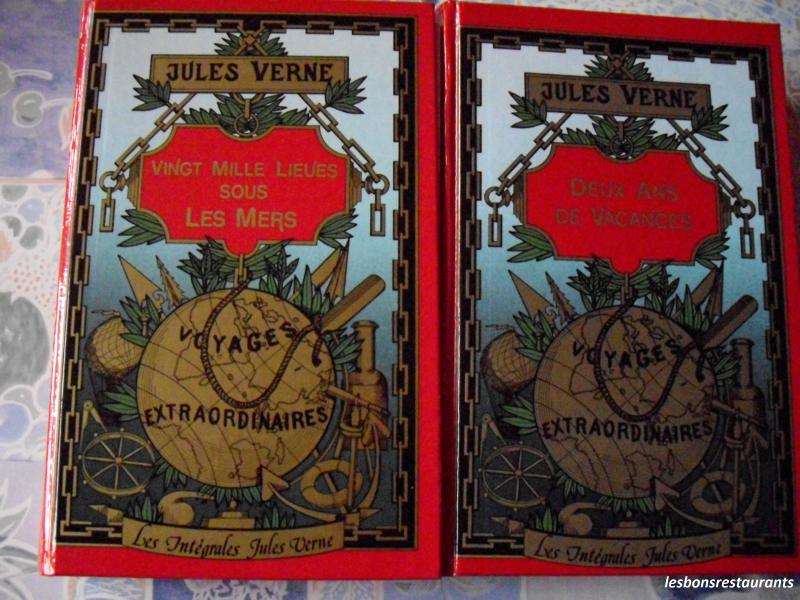 JULES VERNE
VINGT MILLE LIEUES
SOUS
LES MERS
VOYAGES
EXTRAORDINAIRES
Les Intégrales Jules Verne
JULES VERNE
DEUX ANS
DE VACANCES
VOYAGES
EXTRAORDINAIRES
Les Intégrales Jules Verne
lesbonsrestaurants